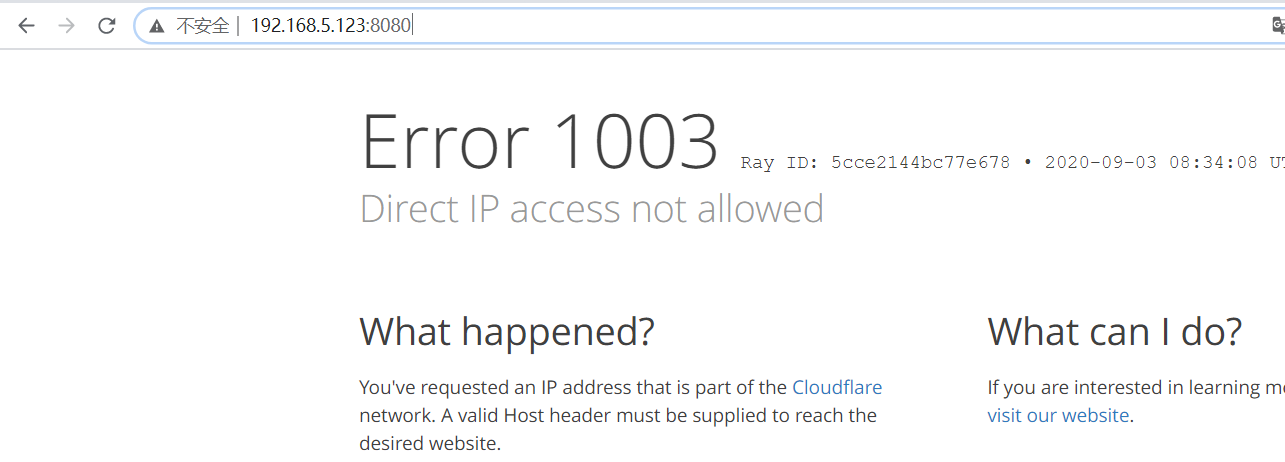 不安全 | 192.168.5.123:8080
Error 1003 Ray ID: 5cce2144bc77e678 • 2020-09-03 08:34:08
Direct IP access not allowed
What happened?
You've requested an IP address that is part of the Cloudflare
network. A valid Host header must be supplied to reach the
desired website.
What can I do?
If you are interested in learning
visit our website.